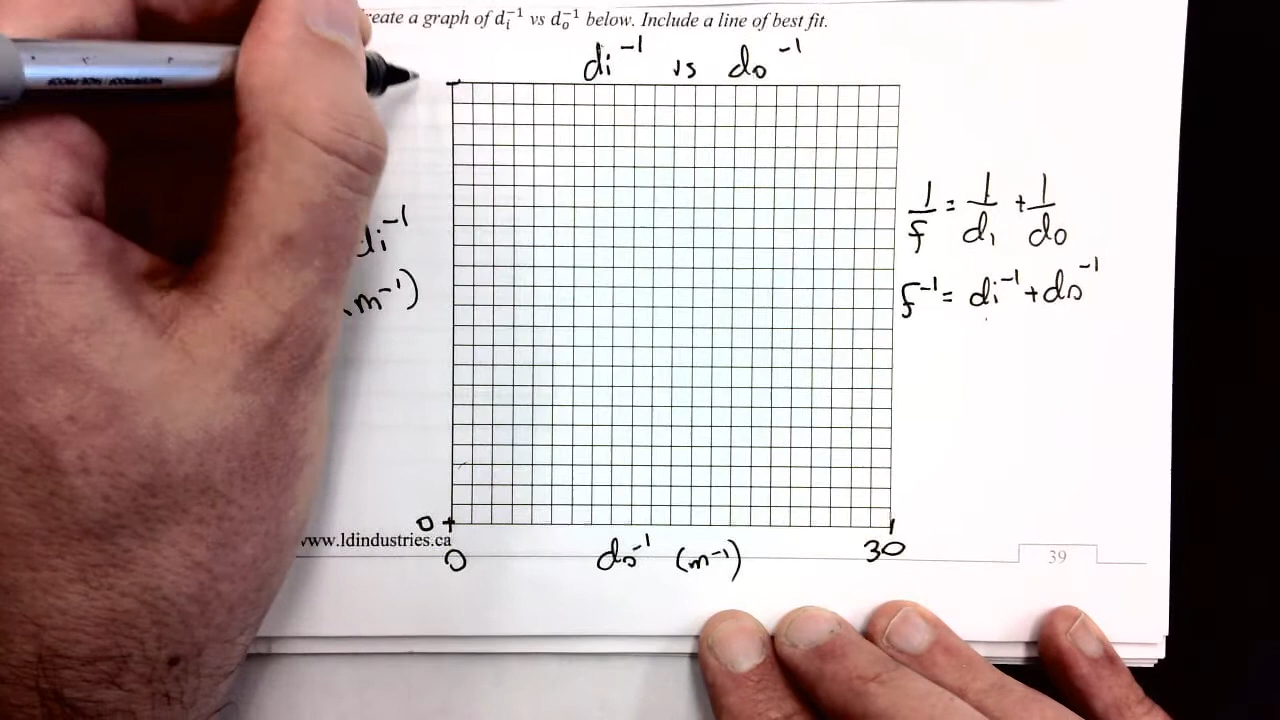 reate a graph of dᵢ⁻¹ vs dₒ⁻¹ below. Include a line of best fit.
di⁻¹ vs do⁻¹
1/f = 1/di + 1/do
di⁻¹
f⁻¹ = di⁻¹ + do⁻¹
m⁻¹)
0
www.ldindustries.ca
0 do⁻¹ (m⁻¹) 30
39